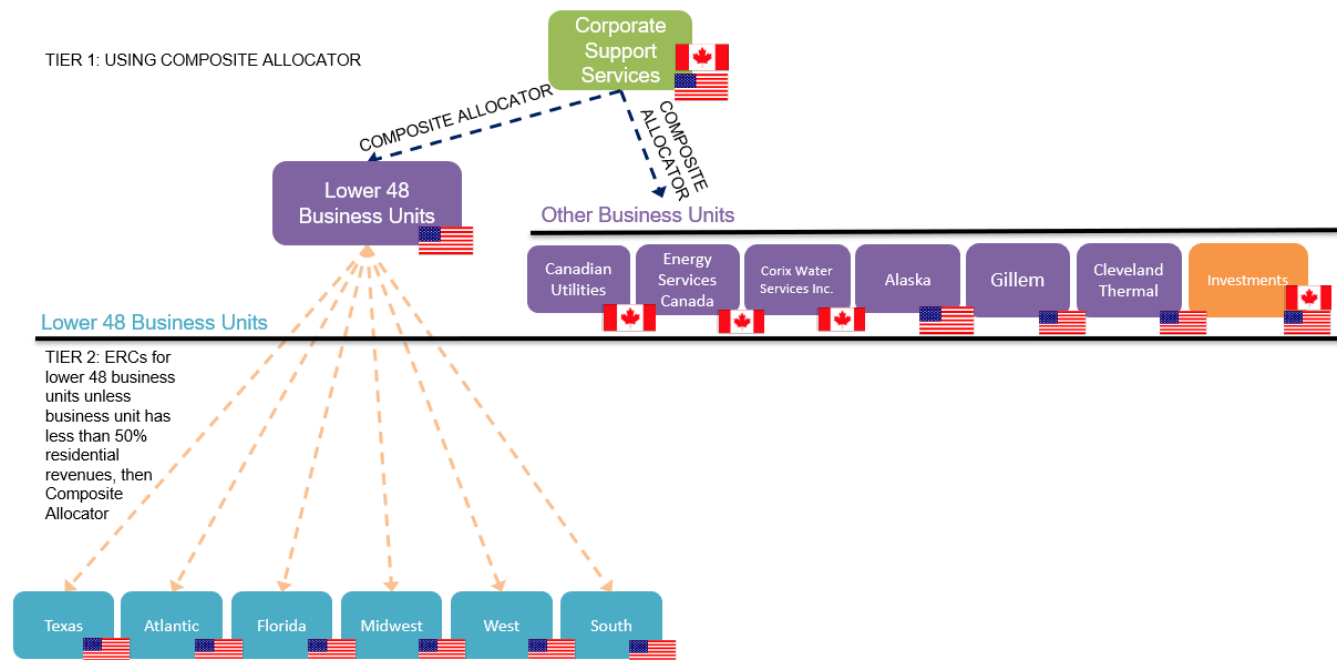 Corporate
Support
Services
TIER 1: USING COMPOSITE ALLOCATOR
COMPOSITE ALLOCATOR
COMPOSITE
ALLOCATOR
Lower 48
Business Units
Other Business Units
Canadian
Utilities
Energy
Services
Canada
Corix Water
Services Inc.
Alaska
Gillem
Cleveland
Thermal
Investments
Lower 48 Business Units
TIER 2: ERCs for
lower 48 business
units unless
business unit has
less than 50%
residential
revenues, then
Composite
Allocator
Texas
Atlantic
Florida
Midwest
West
South